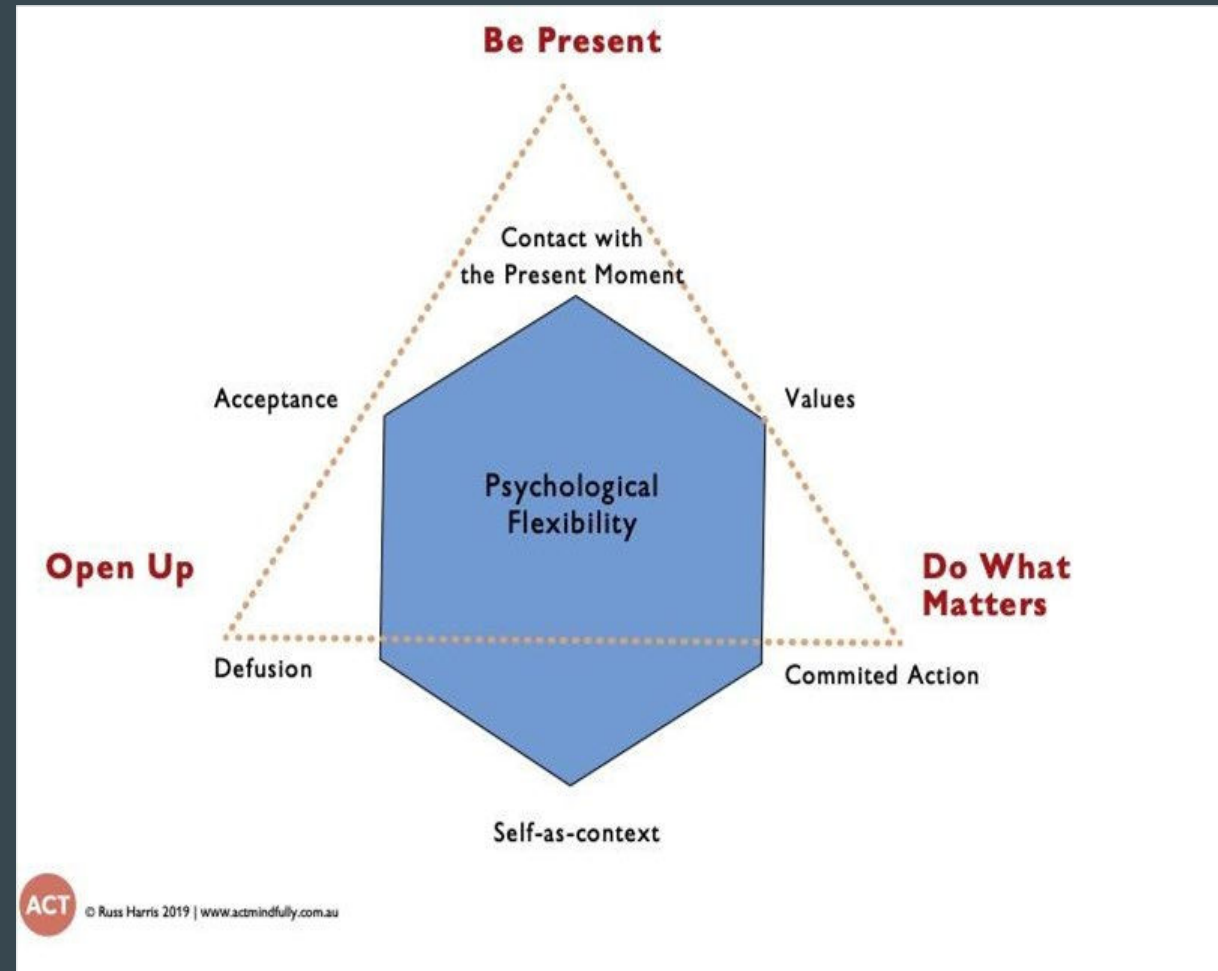 Be Present
Contact with
the Present Moment
Acceptance
Values
Psychological
Flexibility
Open Up
Do What
Matters
Defusion
Commited Action
Self-as-context
ACT
© Russ Harris 2019 | www.actmindfully.com.au